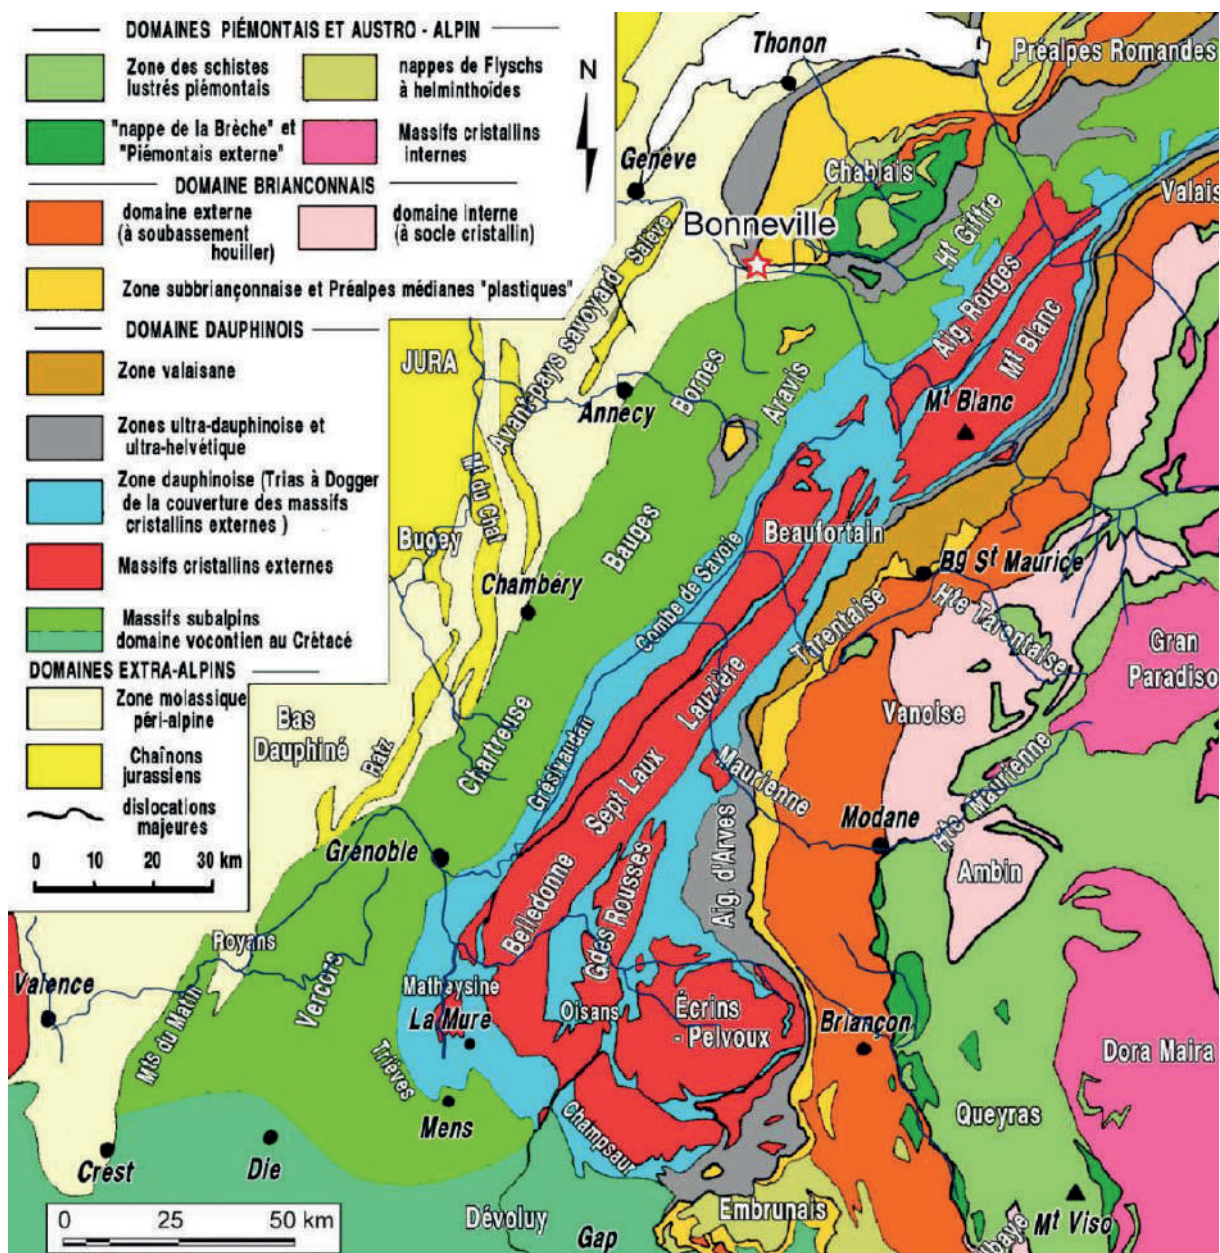 DOMAINES PIÉMONTAIS ET AUSTRO - ALPIN
Zone des schistes
lustrés piémontais
nappes de Flyschs
à helminthoïdes
"nappe de la Brèche" et
"Piémontais externe"
Massifs cristallins
internes
DOMAINE BRIANCONNAIS
domaine externe
(à soubassement
houiller)
domaine interne
(à socle cristallin)
Zone subbriançonnaise et Préalpes médianes "plastiques"
DOMAINE DAUPHINOIS
Zone valaisane
Zones ultra-dauphinoise et
ultra-helvétique
Zone dauphinoise (Trias à Dogger
de la couverture des massifs
cristallins externes )
Massifs cristallins externes
Massifs subalpins
domaine vocontien au Crétacé
DOMAINES EXTRA-ALPINS
Zone molassique
péri-alpine
Chaînons
jurassiens
dislocations
majeures
0 10 20 30 km
N
Thonon
Préalpes Romandes
Genève
Chablais
Valais
Bonneville
Salève
Ht Giffre
Avant-pays savoyard
Aig. Rouges
Mt Blanc
JURA
Annecy
Bornes
Aravis
Mt Blanc
Mt du Chat
Bugey
Bauges
Beaufortain
Chambéry
Combe de Savoie
Bg St Maurice
Tarentaise
Hte Tarentaise
Gran
Paradiso
Lauzière
Vanoise
Bas
Dauphiné
Ratz
Chartreuse
Grésivaudan
Sept Laux
Maurienne
Hte Maurienne
Modane
Grenoble
Belledonne
Gdes Rousses
Aig. d'Arves
Ambin
Royans
Valence
Vercors
Matheysine
La Mure
Oisans
Écrins
- Pelvoux
Briançon
Dora Maira
Mts du Matin
Trièves
Mens
Champsaur
Queyras
Crest
Die
Dévoluy
Gap
Embrunais
Mt Viso
0 25 50 km